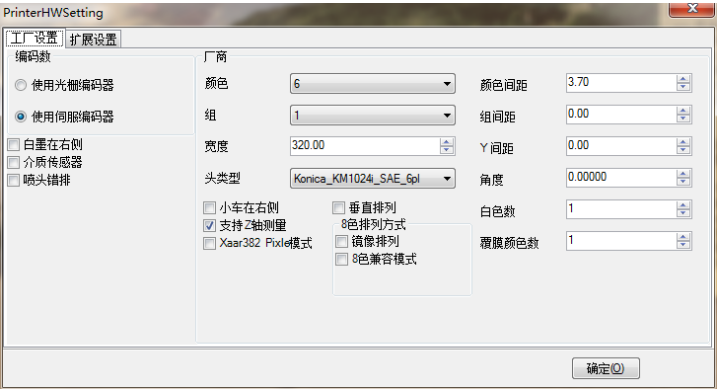 PrinterHWSetting
工厂设置 扩展设置
编码数
使用光栅编码器
使用伺服编码器
白墨在右侧
介质传感器
喷头错排
厂商
颜色 6 颜色间距 3.70
组 1 组间距 0.00
宽度 320.00 Y间距 0.00
头类型 Konica_KM1024i_SAE_6pl 角度 0.00000
小车在右侧 垂直排列 白色数 1
支持Z轴测量 8色排列方式
Xaar382 Pixle模式 镜像排列 覆膜颜色数 1
8色兼容模式
确定(O)